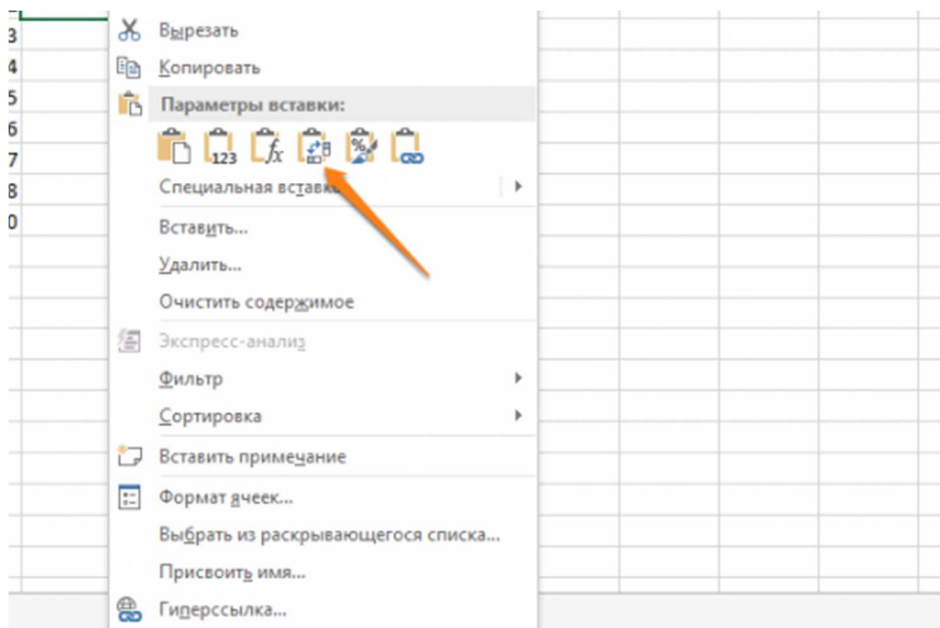 3
Вырезать
4
Копировать
5
Параметры вставки:
6
7
123 fx %
8
Специальная вставка
0
Вставить...
Удалить...
Очистить содержимое
Экспресс-анализ
Фильтр
Сортировка
Вставить примечание
Формат ячеек...
Выбрать из раскрывающегося списка...
Присвоить имя...
Гиперссылка...